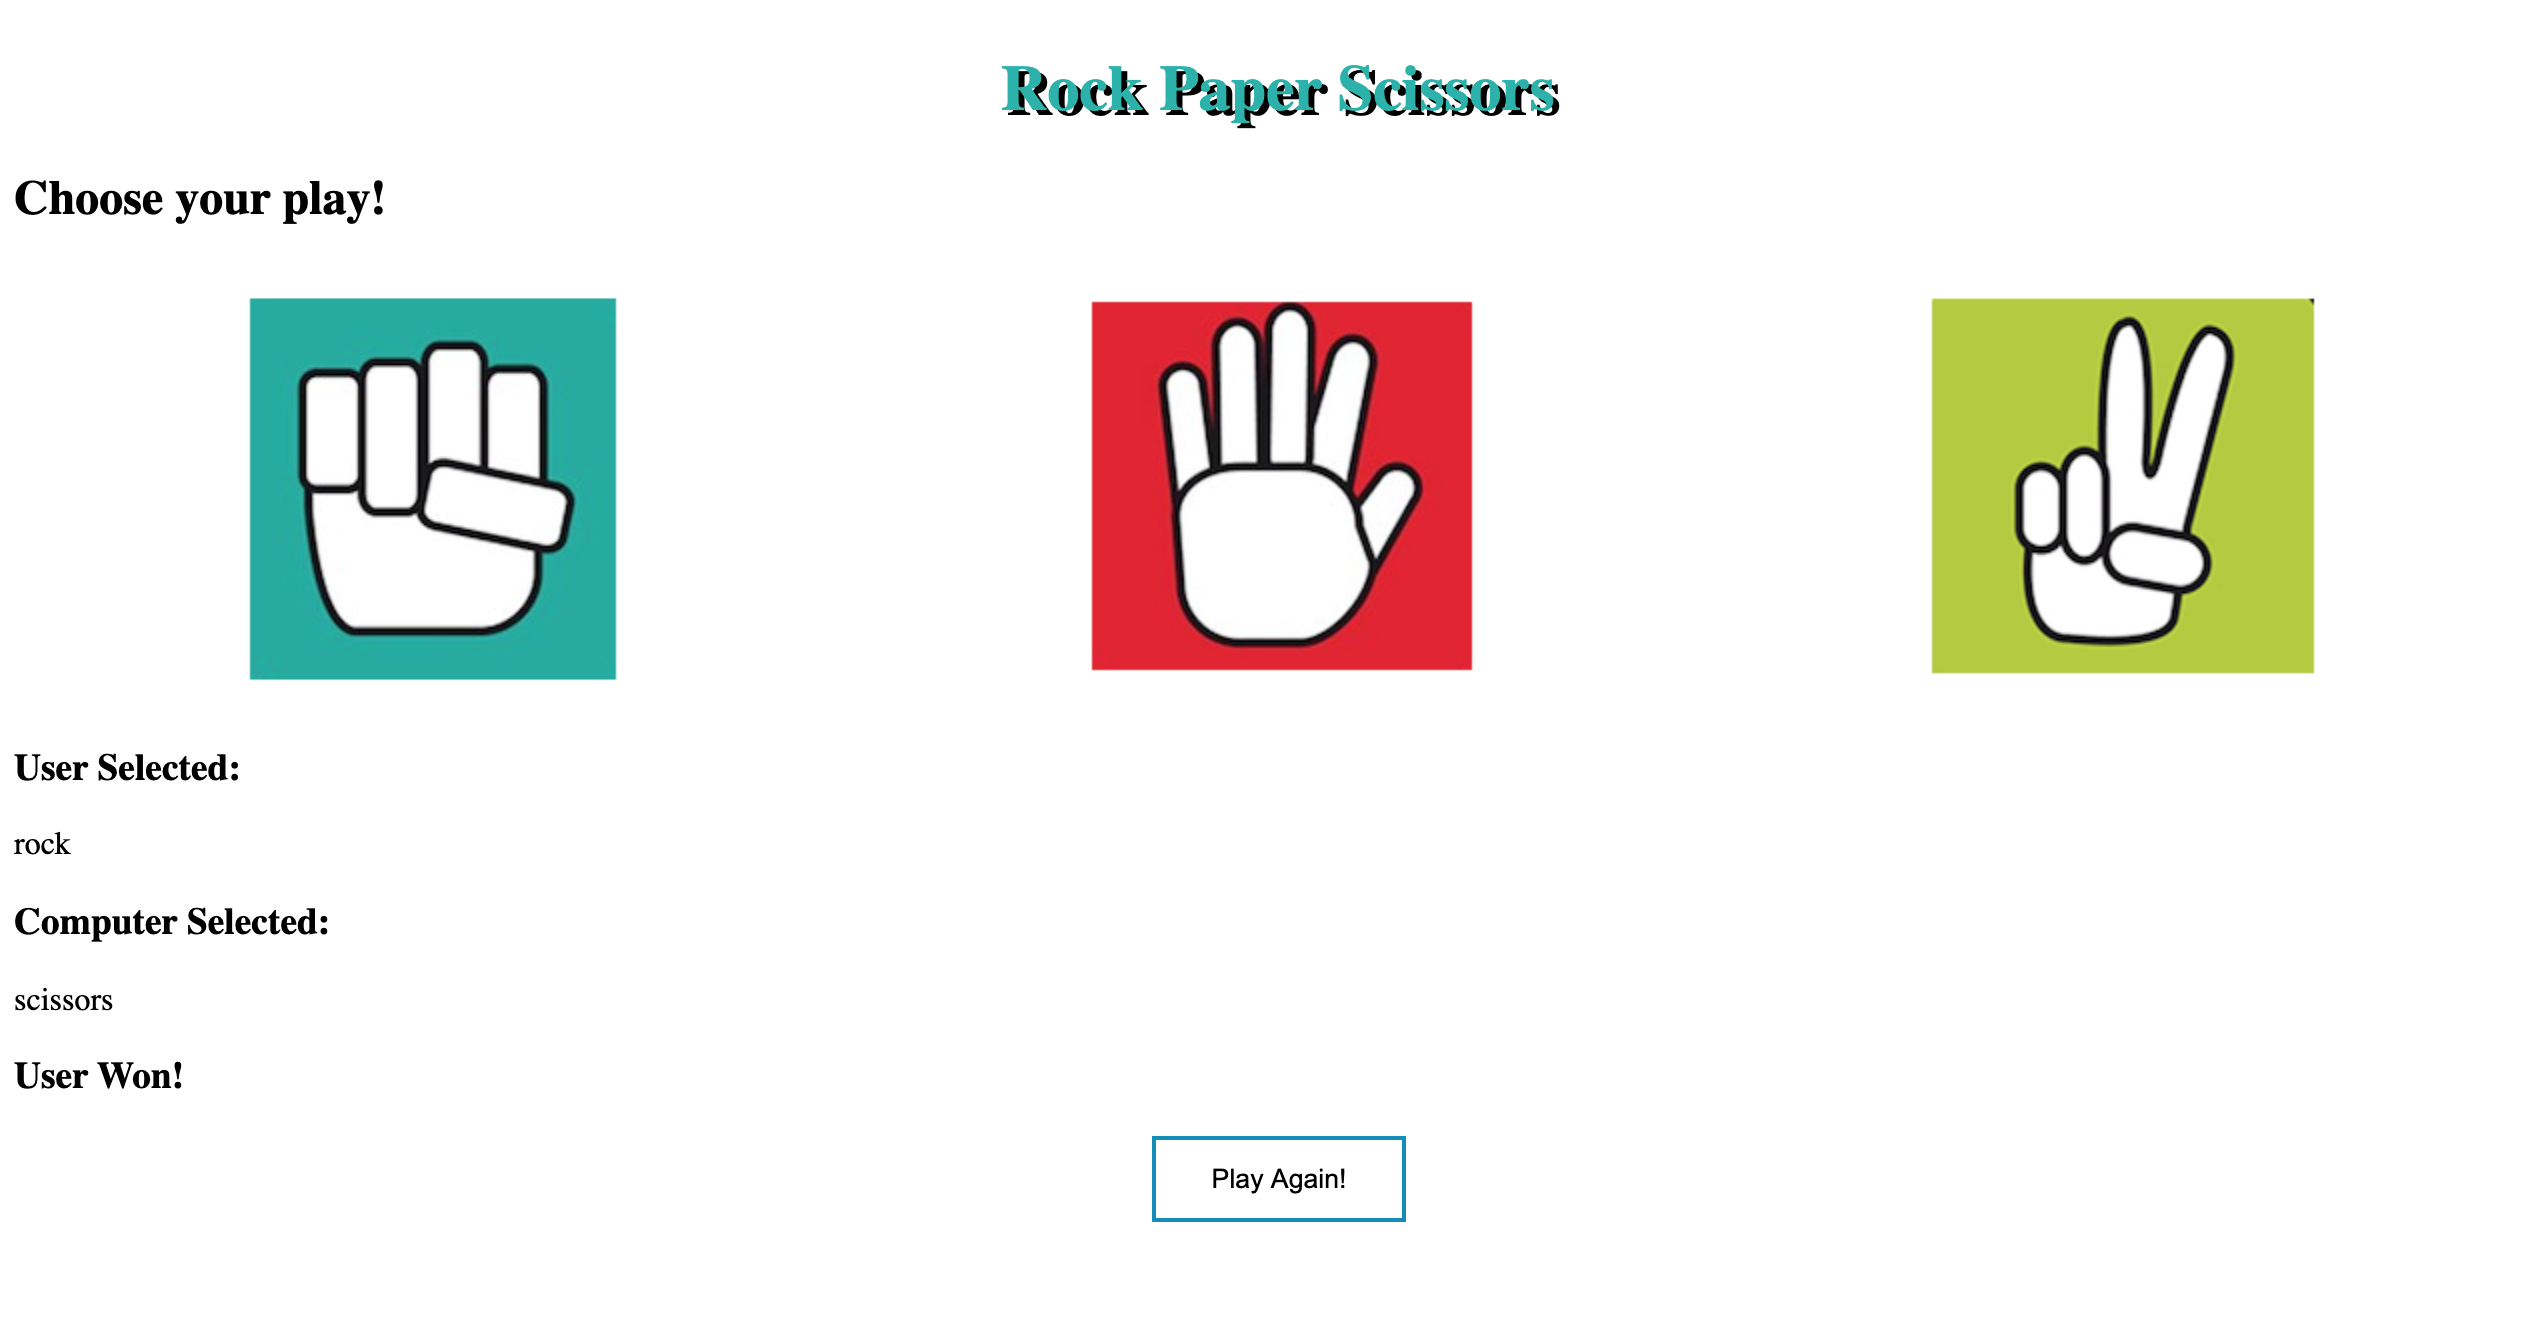 Rock Paper Scissors
Choose your play!
User Selected:
rock
Computer Selected:
scissors
User Won!
Play Again!